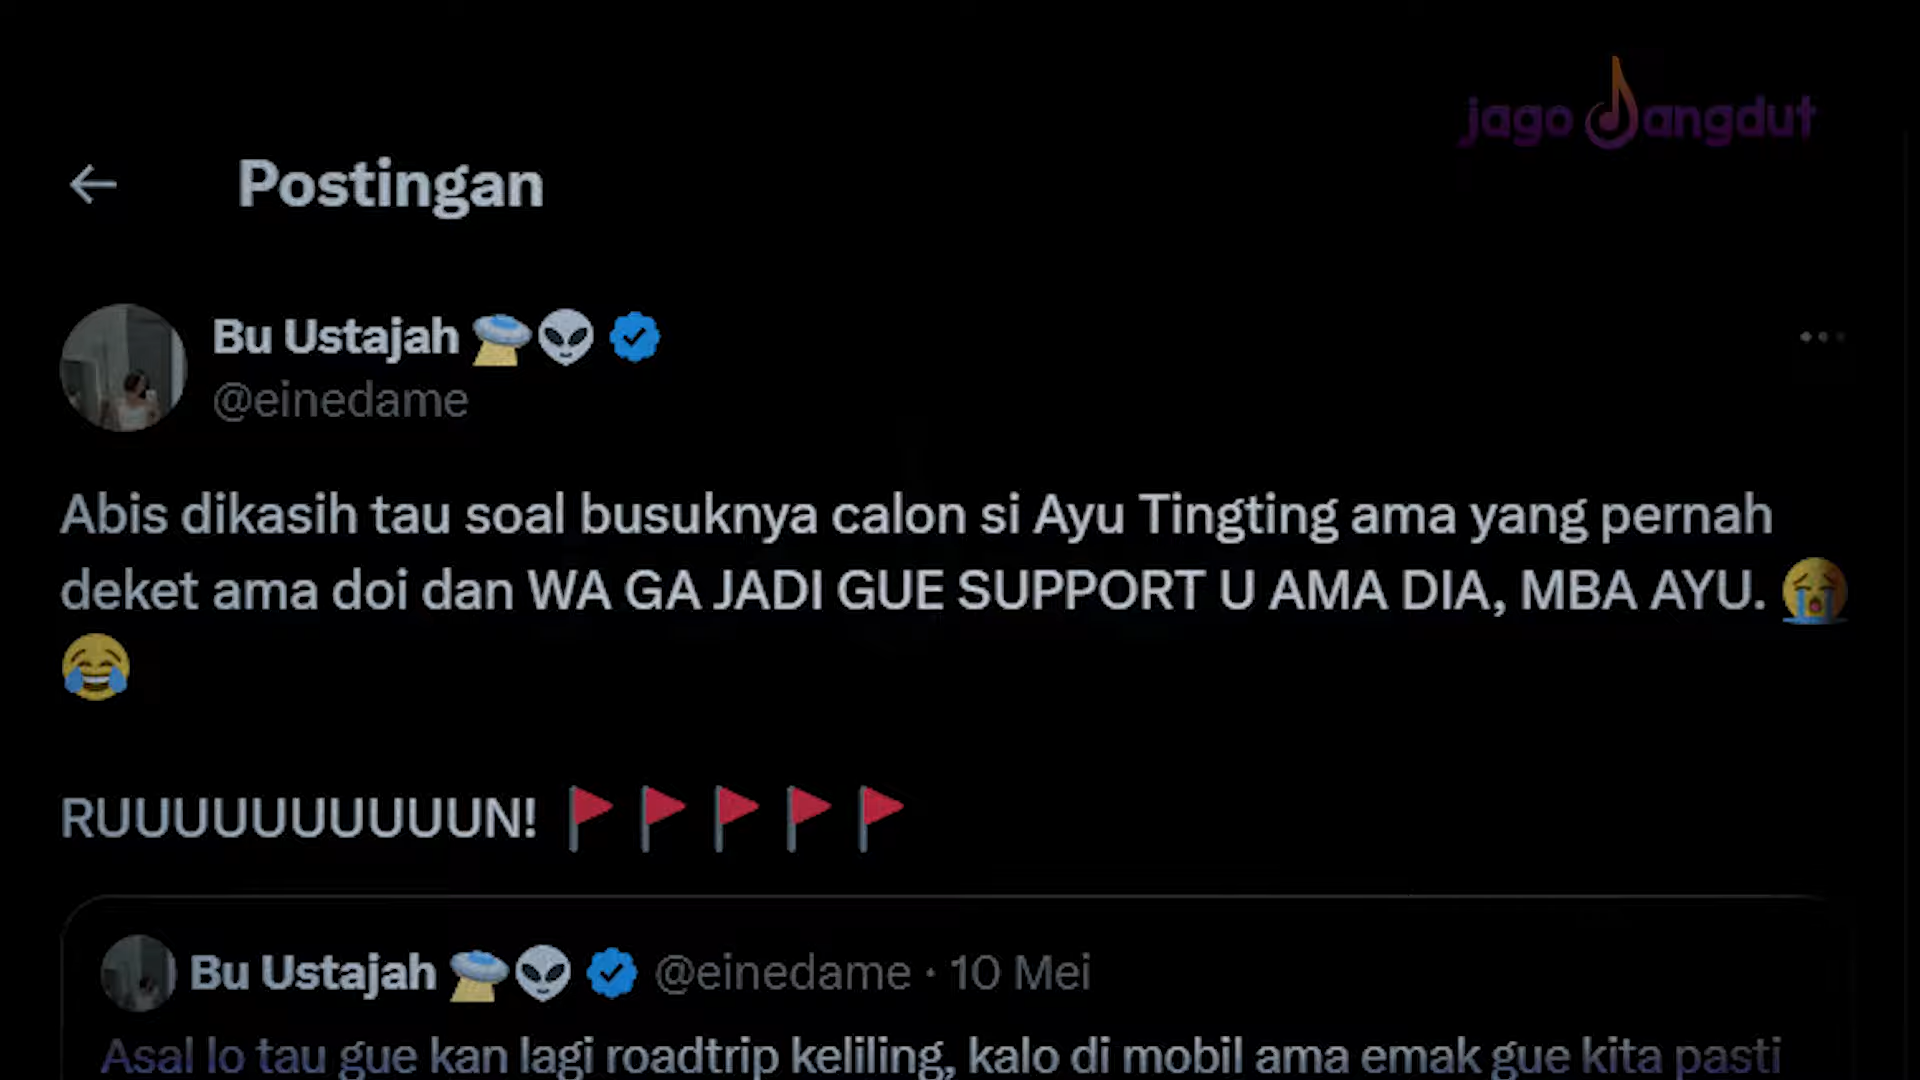 jago dangdut
Postingan
Bu Ustajah 🛸👽
@einedame
Abis dikasih tau soal busuknya calon si Ayu Tingting ama yang pernah
deket ama doi dan WA GA JADI GUE SUPPORT U AMA DIA, MBA AYU. 😭
😂
RUUUUUUUUUUN! 🚩🚩🚩🚩🚩
Bu Ustajah 🛸👽 @einedame · 10 Mei
Asal lo tau gue kan lagi roadtrip keliling, kalo di mobil ama emak gue kita pasti